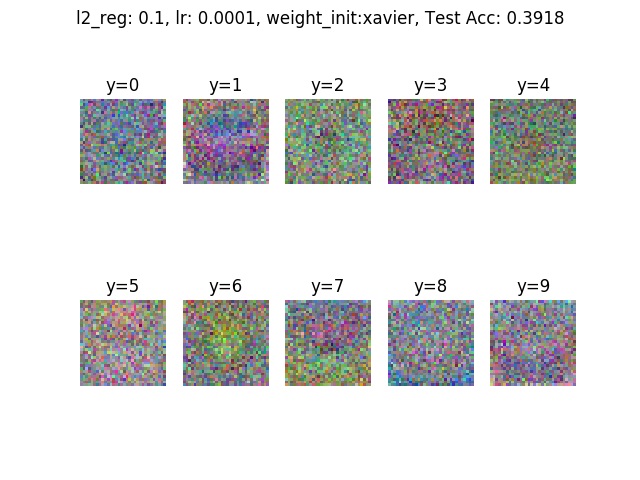 l2_reg: 0.1, lr: 0.0001, weight_init:xavier, Test Acc: 0.3918
y=0 y=1 y=2 y=3 y=4
y=5 y=6 y=7 y=8 y=9